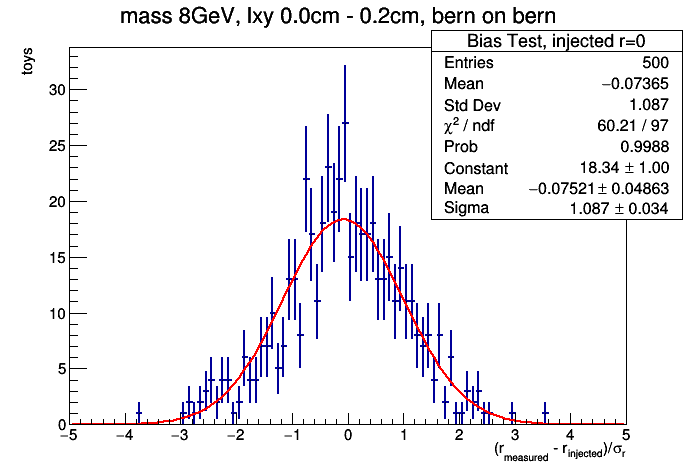 mass 8GeV, lxy 0.0cm - 0.2cm, bern on bern
toys
Bias Test, injected r=0
Entries 500
Mean −0.07365
Std Dev 1.087
χ² / ndf 60.21 / 97
Prob 0.9988
Constant 18.34 ± 1.00
Mean −0.07521 ± 0.04863
Sigma 1.087 ± 0.034
30
25
20
15
10
5
0
−5 −4 −3 −2 −1 0 1 2 3 4 5
(r_measured - r_injected)/σ_r